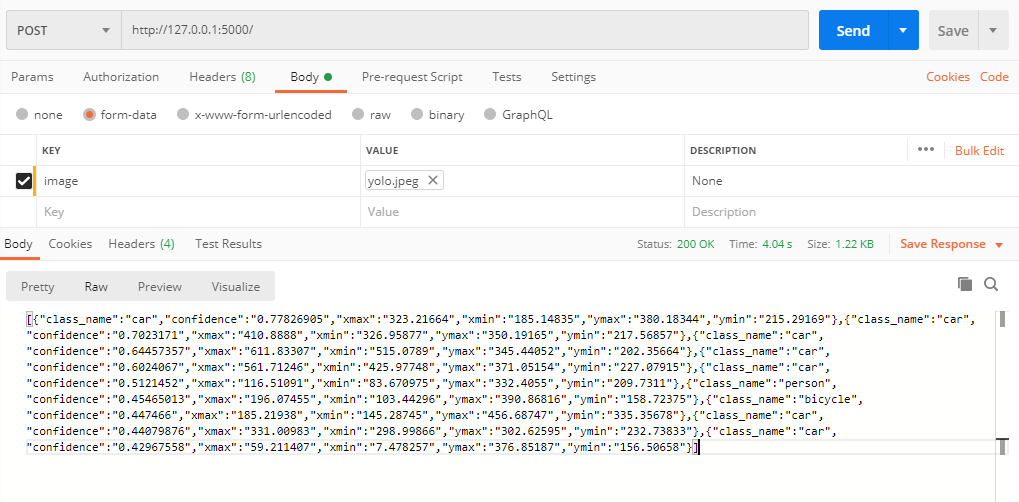 POST http://127.0.0.1:5000/ Send Save
Params Authorization Headers (8) Body Pre-request Script Tests Settings Cookies Code
none form-data x-www-form-urlencoded raw binary GraphQL
KEY VALUE DESCRIPTION ••• Bulk Edit
image yolo.jpeg None
Key Value Description
Body Cookies Headers (4) Test Results Status: 200 OK Time: 4.04 s Size: 1.22 KB Save Response
Pretty Raw Preview Visualize
[{"class_name":"car","confidence":"0.77826905","xmax":"323.21664","xmin":"185.14835","ymax":"380.18344","ymin":"215.29169"},{"class_name":"car",
"confidence":"0.7023171","xmax":"410.8888","xmin":"326.95877","ymax":"350.19165","ymin":"217.56857"},{"class_name":"car",
"confidence":"0.64457357","xmax":"611.83307","xmin":"515.0789","ymax":"345.44052","ymin":"202.35664"},{"class_name":"car",
"confidence":"0.6024067","xmax":"561.71246","xmin":"425.97748","ymax":"371.05154","ymin":"227.07915"},{"class_name":"car",
"confidence":"0.5121452","xmax":"116.51091","xmin":"83.670975","ymax":"332.4055","ymin":"209.7311"},{"class_name":"person",
"confidence":"0.45465013","xmax":"196.07455","xmin":"103.44296","ymax":"390.86816","ymin":"158.72375"},{"class_name":"bicycle",
"confidence":"0.447466","xmax":"185.21938","xmin":"145.28745","ymax":"456.68747","ymin":"335.35678"},{"class_name":"car",
"confidence":"0.44079876","xmax":"331.00983","xmin":"298.99866","ymax":"302.62595","ymin":"232.73833"},{"class_name":"car",
"confidence":"0.42967558","xmax":"59.211407","xmin":"7.478257","ymax":"376.85187","ymin":"156.50658"}]